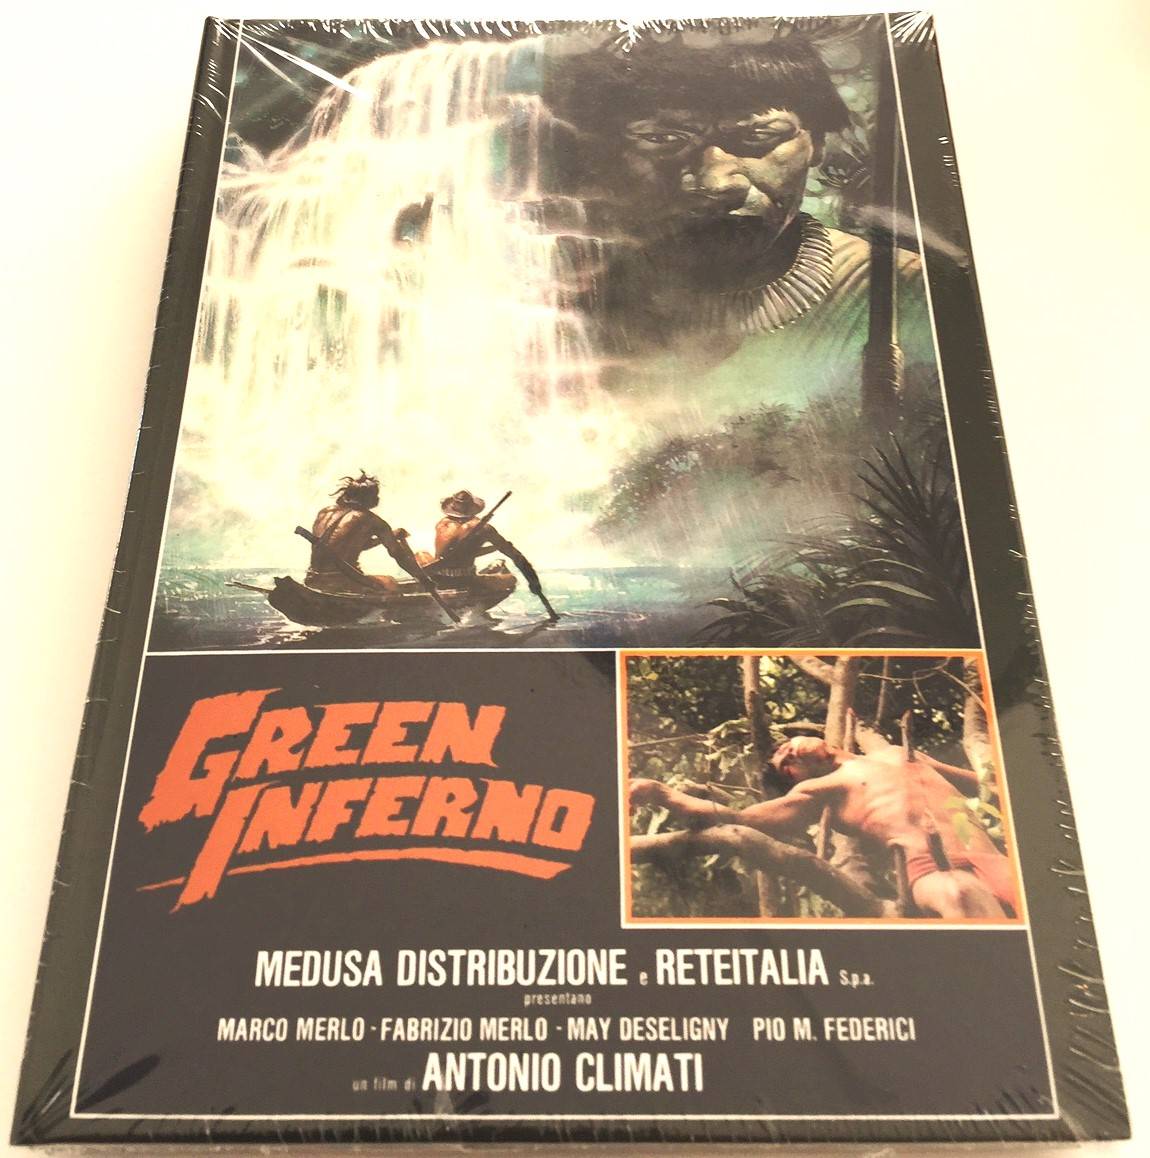 GREEN
INFERNO
MEDUSA DISTRIBUZIONE e RETEITALIA S.p.a.
presentano
MARCO MERLO - FABRIZIO MERLO - MAY DESELIGNY PIO M. FEDERICI
un film di ANTONIO CLIMATI